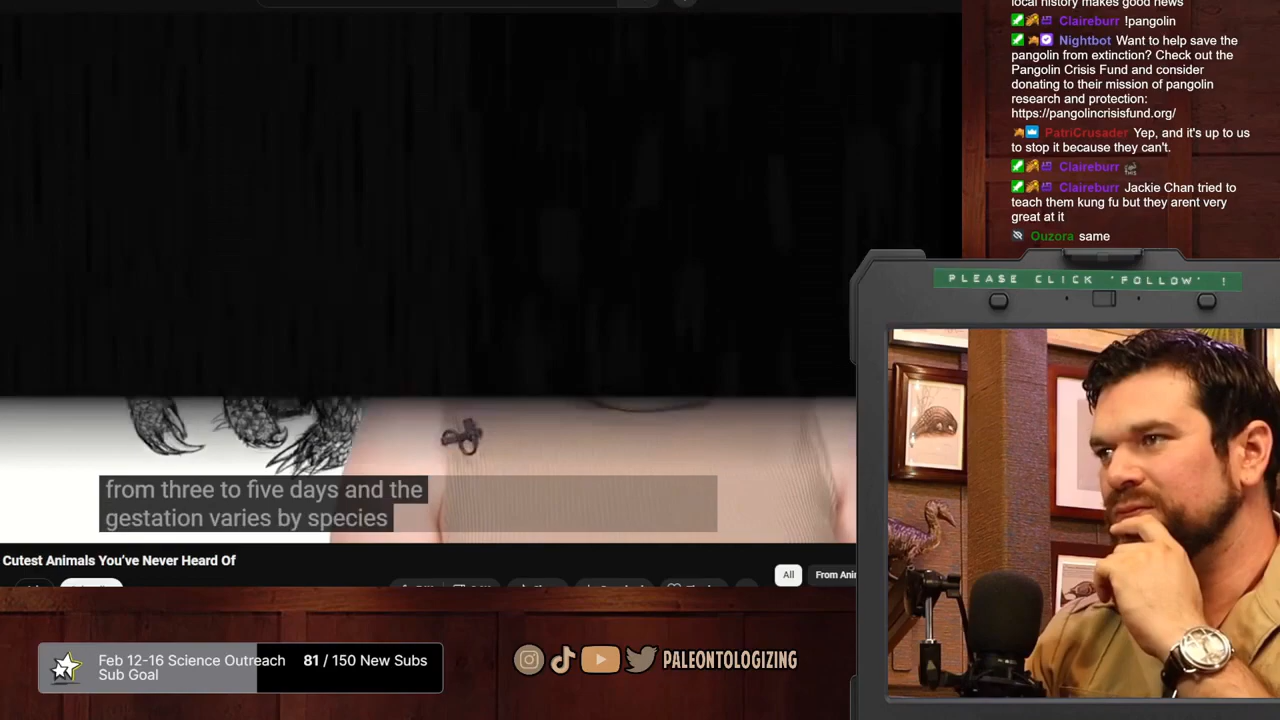 local history makes good news
Claireburr !pangolin
Nightbot Want to help save the
pangolin from extinction? Check out the
Pangolin Crisis Fund and consider
donating to their mission of pangolin
research and protection:
https://pangolincrisisfund.org/
PatriCrusader Yep, and it's up to us
to stop it because they can't.
Claireburr
Claireburr Jackie Chan tried to
teach them kung fu but they arent very
great at it
Ouzora same
PLEASE CLICK "FOLLOW" !
from three to five days and the
gestation varies by species
Cutest Animals You've Never Heard Of
All From Anim
Feb 12-16 Science Outreach 81 / 150 New Subs
Sub Goal
PALEONTOLOGIZING